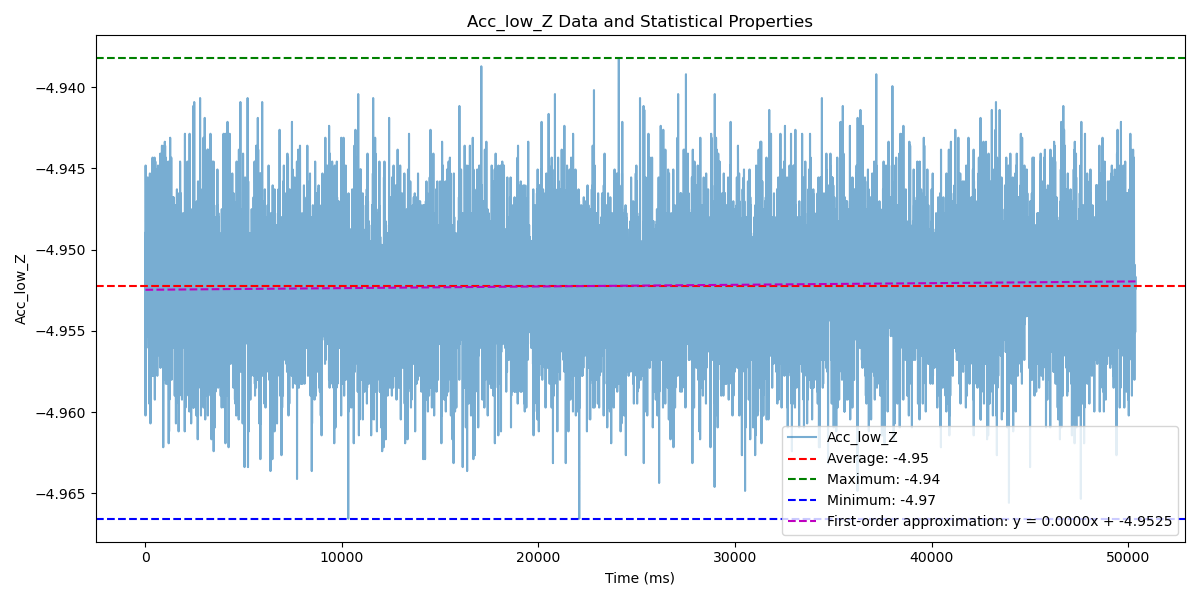 Acc_low_Z Data and Statistical Properties
Acc_low_Z
−4.940
−4.945
−4.950
−4.955
−4.960
−4.965
0
10000
20000
30000
40000
50000
Time (ms)
Acc_low_Z
Average: -4.95
Maximum: -4.94
Minimum: -4.97
First-order approximation: y = 0.0000x + -4.9525